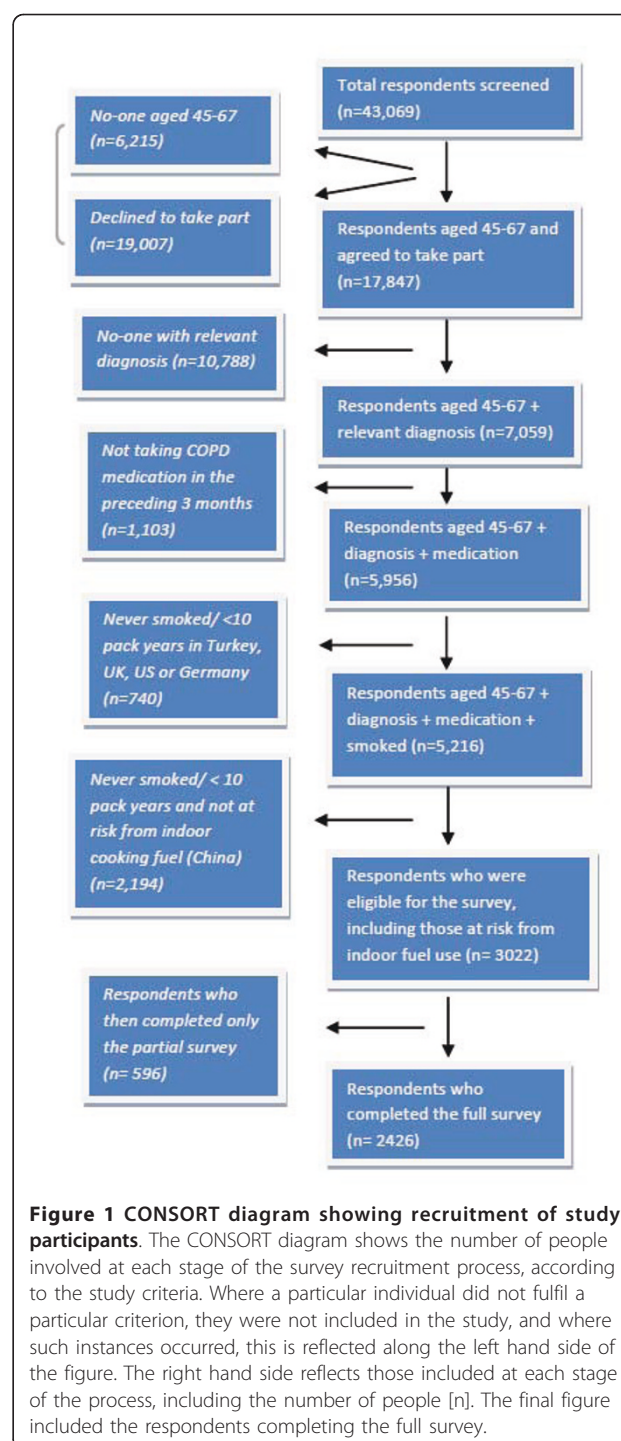 Total respondents screened
(n=43,069)
No-one aged 45-67
(n=6,215)
Declined to take part
(n=19,007)
Respondents aged 45-67 and
agreed to take part
(n=17,847)
No-one with relevant
diagnosis (n=10,788)
Respondents aged 45-67 +
relevant diagnosis (n=7,059)
Not taking COPD
medication in the
preceding 3 months
(n=1,103)
Respondents aged 45-67 +
diagnosis + medication
(n=5,956)
Never smoked/ <10
pack years in Turkey,
UK, US or Germany
(n=740)
Respondents aged 45-67 +
diagnosis + medication +
smoked (n=5,216)
Never smoked/ < 10
pack years and not at
risk from indoor
cooking fuel (China)
(n=2,194)
Respondents who were
eligible for the survey,
including those at risk from
indoor fuel use (n= 3022)
Respondents who
then completed only
the partial survey
(n= 596)
Respondents who
completed the full survey
(n= 2426)
Figure 1 CONSORT diagram showing recruitment of study
participants. The CONSORT diagram shows the number of people
involved at each stage of the survey recruitment process, according
to the study criteria. Where a particular individual did not fulfil a
particular criterion, they were not included in the study, and where
such instances occurred, this is reflected along the left hand side of
the figure. The right hand side reflects those included at each stage
of the process, including the number of people [n]. The final figure
included the respondents completing the full survey.